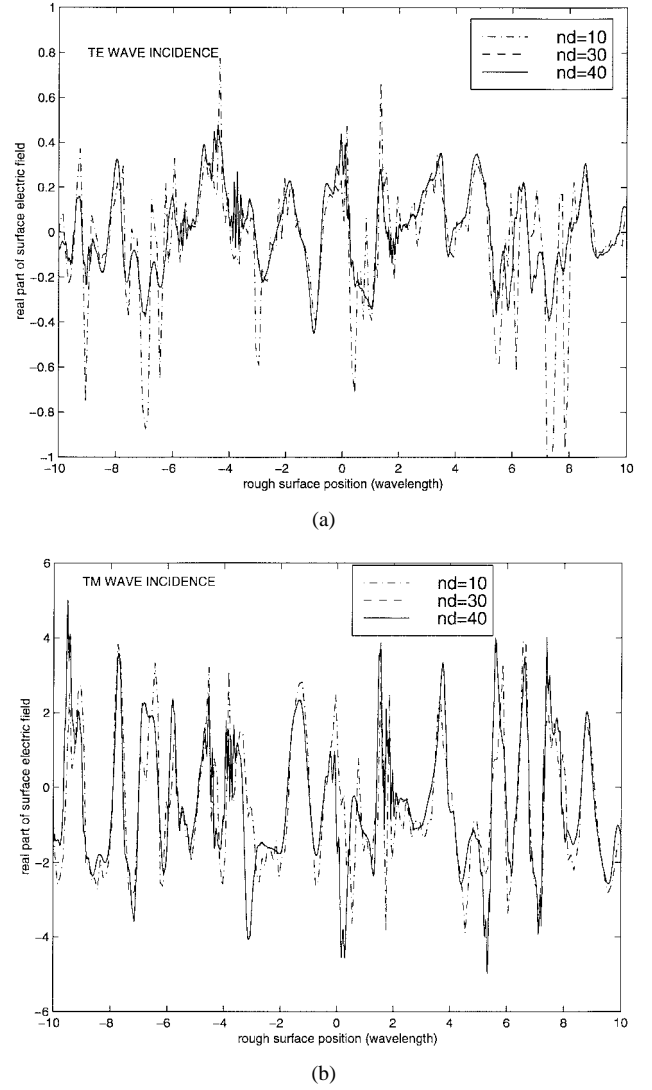 1
0.8
0.6
0.4
0.2
0
−0.2
−0.4
−0.6
−0.8
−1
real part of surface electric field
TE WAVE INCIDENCE
nd=10
nd=30
nd=40
−10 −8 −6 −4 −2 0 2 4 6 8 10
rough surface position (wavelength)
(a)
6
4
2
0
−2
−4
−6
real part of surface electric field
TM WAVE INCIDENCE
nd=10
nd=30
nd=40
−10 −8 −6 −4 −2 0 2 4 6 8 10
rough surface position (wavelength)
(b)